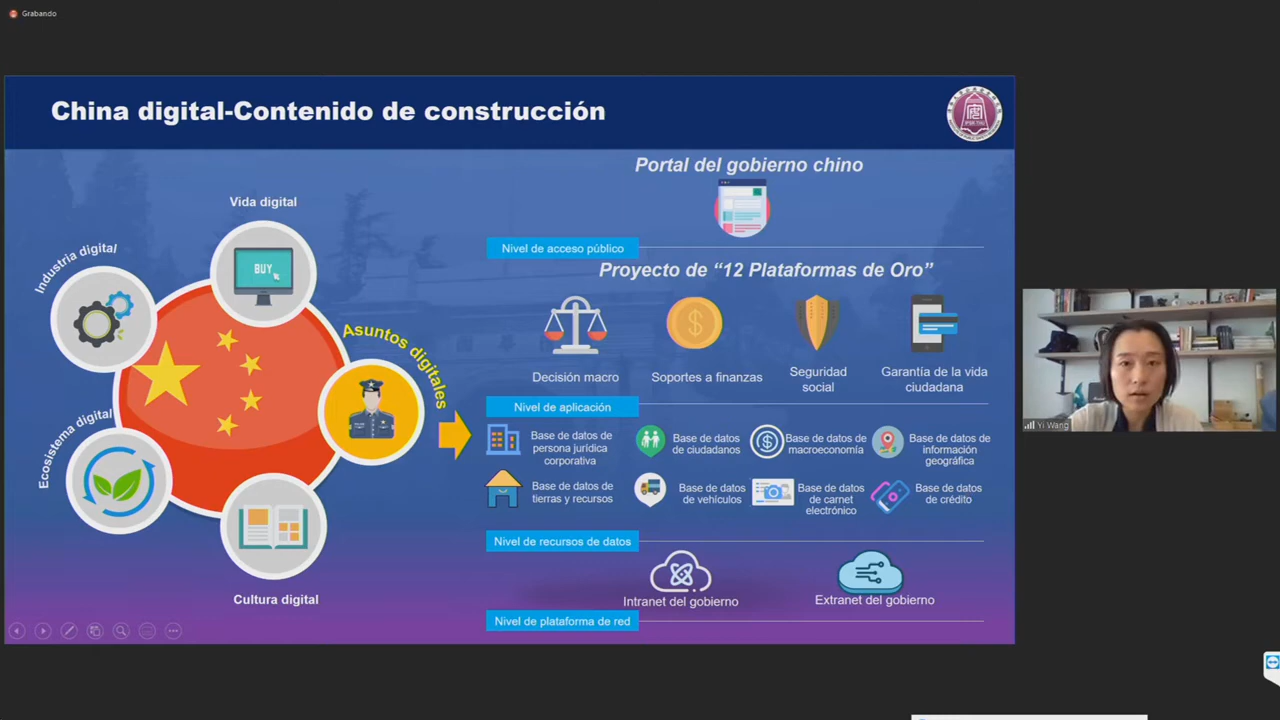 Grabando
China digital-Contenido de construcción
Vida digital
Industria digital
BUY
Asuntos digitales
Ecosistema digital
Cultura digital
Portal del gobierno chino
Nivel de acceso público
Proyecto de “12 Plataformas de Oro”
Decisión macro
Soportes a finanzas
Seguridad
social
Garantía de la vida
ciudadana
Nivel de aplicación
Base de datos de
persona jurídica
corporativa
Base de datos
de ciudadanos
Base de datos de
macroeconomía
Base de datos de
información
geográfica
Base de datos de
tierras y recursos
Base de datos
de vehículos
Base de datos
de carnet
electrónico
Base de datos
de crédito
Nivel de recursos de datos
Intranet del gobierno
Extranet del gobierno
Nivel de plataforma de red
Yi Wang